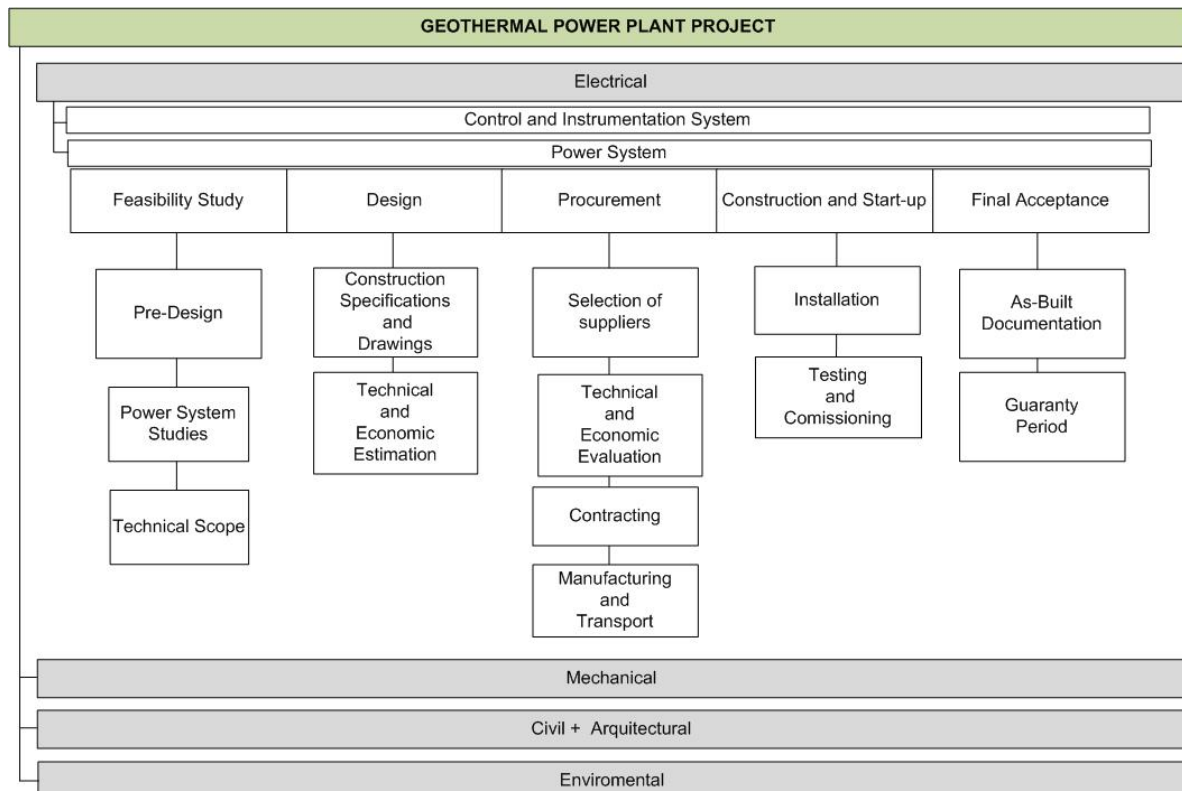 GEOTHERMAL POWER PLANT PROJECT
Electrical
Control and Instrumentation System
Power System
Feasibility Study
Design
Procurement
Construction and Start-up
Final Acceptance
Pre-Design
Power System
Studies
Technical Scope
Construction
Specifications
and
Drawings
Technical
and
Economic
Estimation
Selection of
suppliers
Technical
and
Economic
Evaluation
Contracting
Manufacturing
and
Transport
Installation
Testing
and
Comissioning
As-Built
Documentation
Guaranty
Period
Mechanical
Civil + Arquitectural
Enviromental